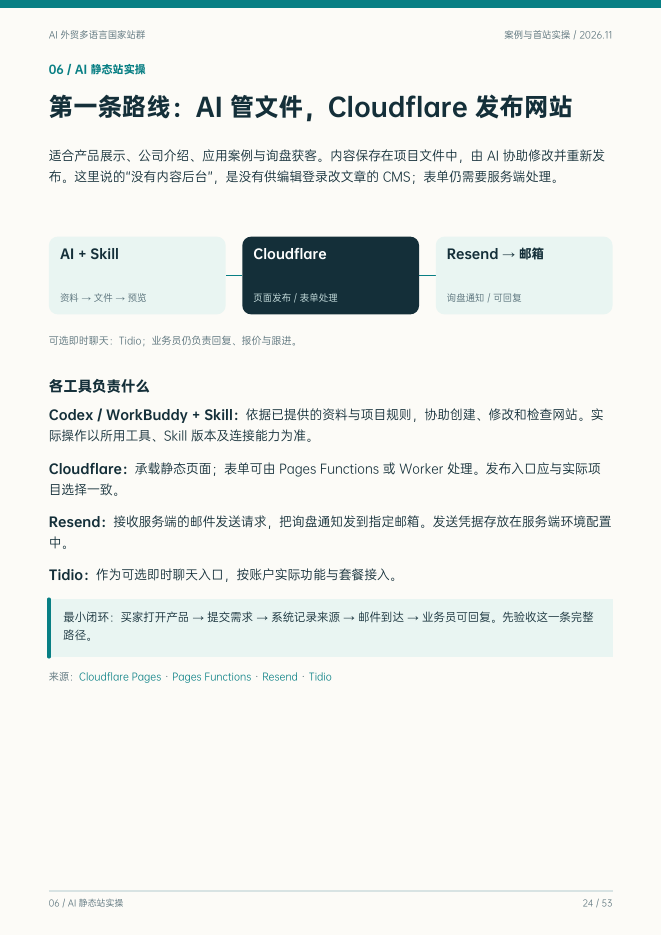 AI 外贸多语言国家站群
案例与首站实操 / 2026.11
06 / AI 静态站实操
第一条路线：AI 管文件，Cloudflare 发布网站
适合产品展示、公司介绍、应用案例与询盘获客。内容保存在项目文件中，由 AI 协助修改并重新发
布。这里说的“没有内容后台”，是没有供编辑登录改文章的 CMS；表单仍需要服务端处理。
AI + Skill
资料 → 文件 → 预览
Cloudflare
页面发布 / 表单处理
Resend → 邮箱
询盘通知 / 可回复
可选即时聊天：Tidio；业务员仍负责回复、报价与跟进。
各工具负责什么
Codex / WorkBuddy + Skill：依据已提供的资料与项目规则，协助创建、修改和检查网站。实
际操作以所用工具、Skill 版本及连接能力为准。
Cloudflare：承载静态页面；表单可由 Pages Functions 或 Worker 处理。发布入口应与实际项
目选择一致。
Resend：接收服务端的邮件发送请求，把询盘通知发到指定邮箱。发送凭据存放在服务端环境配置
中。
Tidio：作为可选即时聊天入口，按账户实际功能与套餐接入。
最小闭环：买家打开产品 → 提交需求 → 系统记录来源 → 邮件到达 → 业务员可回复。先验收这一条完整
路径。
来源：Cloudflare Pages · Pages Functions · Resend · Tidio
06 / AI 静态站实操
24 / 53